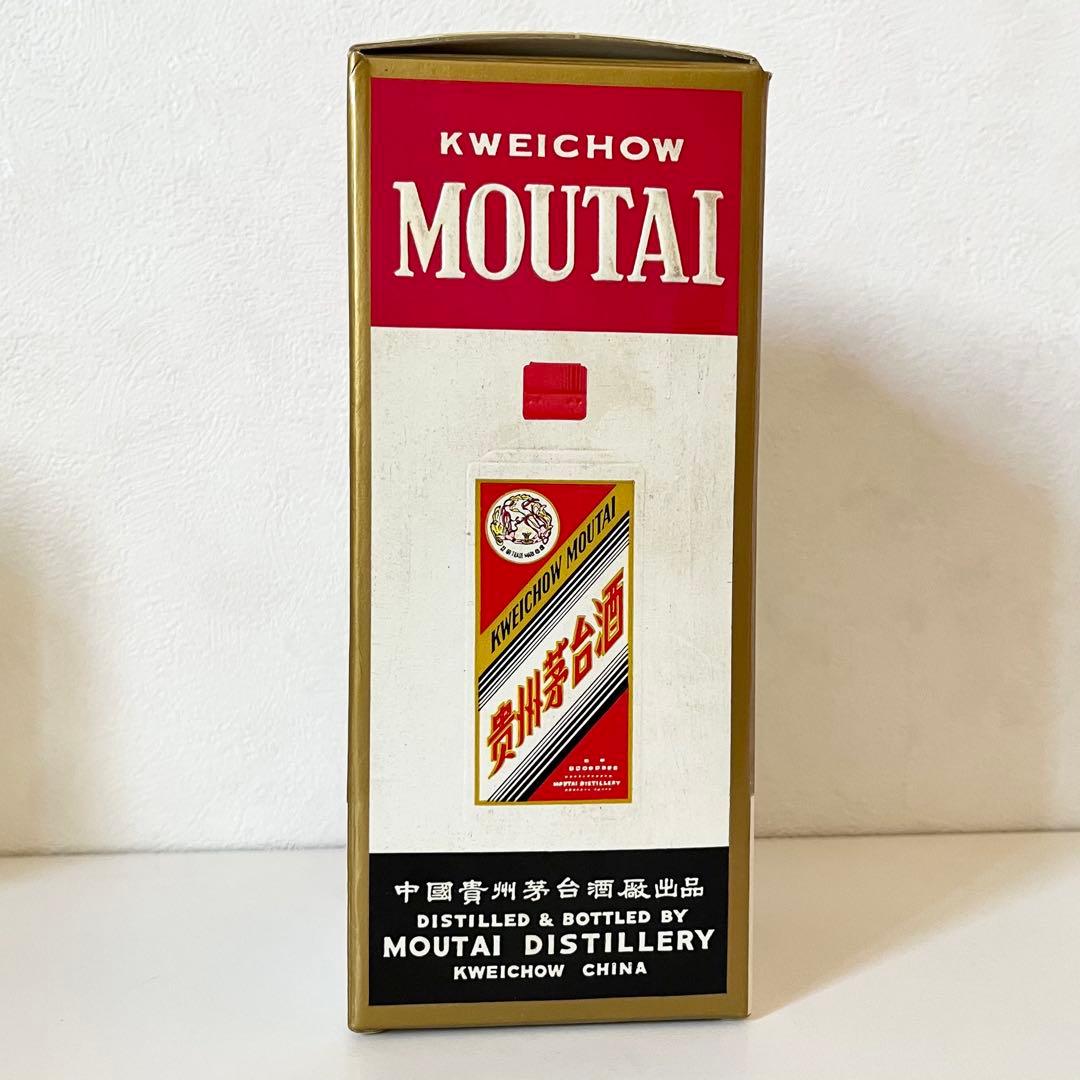 KWEICHOW
MOUTAI
KWEICHOW MOUTAI
贵州茅台酒
MOUTAI DISTILLERY
中國貴州茅台酒廠出品
DISTILLED & BOTTLED BY
MOUTAI DISTILLERY
KWEICHOW CHINA